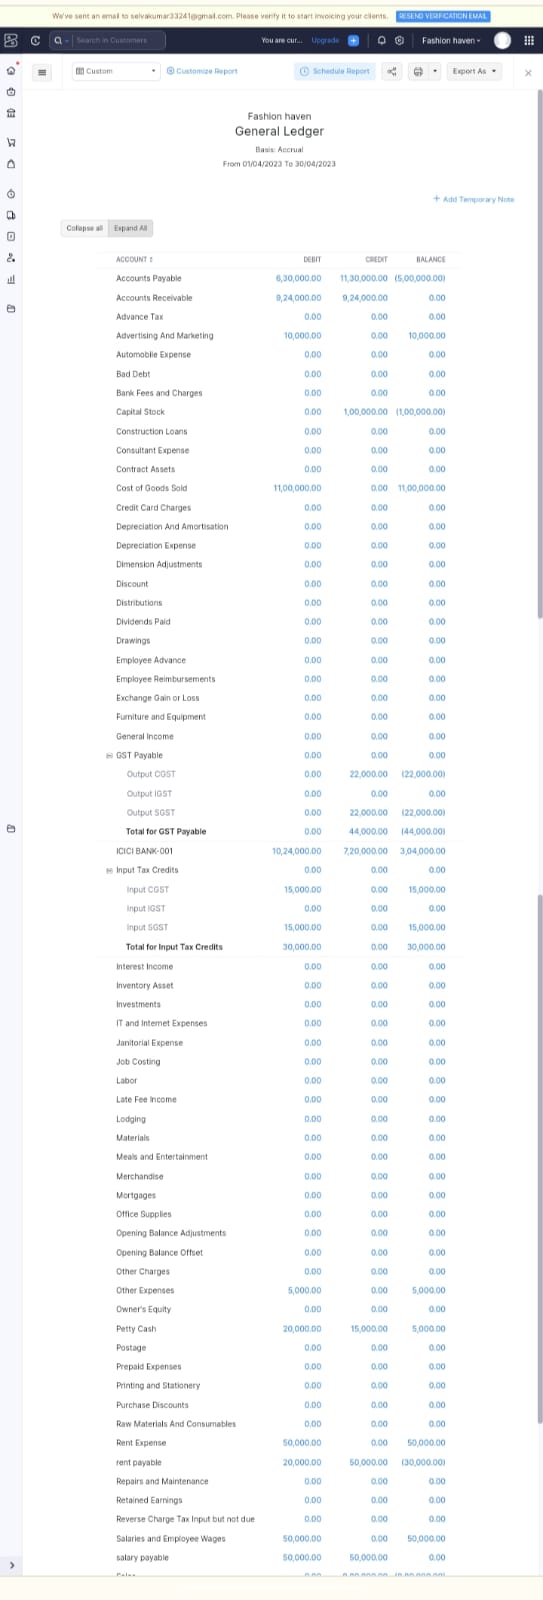 We've sent an email to selvakumar33241@gmail.com. Please verify it to start invoicing your clients. RESEND VERIFICATION EMAIL
Search in Customers You are cur... Upgrade Fashion haven
Custom Customize Report Schedule Report Export As
Fashion haven
General Ledger
Basis: Accrual
From 01/04/2023 To 30/04/2023
+ Add Temporary Note
Collapse all Expand All
ACCOUNT DEBIT CREDIT BALANCE
Accounts Payable 6,30,000.00 11,30,000.00 (5,00,000.00)
Accounts Receivable 9,24,000.00 9,24,000.00 0.00
Advance Tax 0.00 0.00 0.00
Advertising And Marketing 10,000.00 0.00 10,000.00
Automobile Expense 0.00 0.00 0.00
Bad Debt 0.00 0.00 0.00
Bank Fees and Charges 0.00 0.00 0.00
Capital Stock 0.00 1,00,000.00 (1,00,000.00)
Construction Loans 0.00 0.00 0.00
Consultant Expense 0.00 0.00 0.00
Contract Assets 0.00 0.00 0.00
Cost of Goods Sold 11,00,000.00 0.00 11,00,000.00
Credit Card Charges 0.00 0.00 0.00
Depreciation And Amortisation 0.00 0.00 0.00
Depreciation Expense 0.00 0.00 0.00
Dimension Adjustments 0.00 0.00 0.00
Discount 0.00 0.00 0.00
Distributions 0.00 0.00 0.00
Dividends Paid 0.00 0.00 0.00
Drawings 0.00 0.00 0.00
Employee Advance 0.00 0.00 0.00
Employee Reimbursements 0.00 0.00 0.00
Exchange Gain or Loss 0.00 0.00 0.00
Furniture and Equipment 0.00 0.00 0.00
General Income 0.00 0.00 0.00
GST Payable 0.00 0.00 0.00
Output CGST 0.00 22,000.00 (22,000.00)
Output IGST 0.00 0.00 0.00
Output SGST 0.00 22,000.00 (22,000.00)
Total for GST Payable 0.00 44,000.00 (44,000.00)
ICICI BANK-001 10,24,000.00 7,20,000.00 3,04,000.00
Input Tax Credits 0.00 0.00 0.00
Input CGST 15,000.00 0.00 15,000.00
Input IGST 0.00 0.00 0.00
Input SGST 15,000.00 0.00 15,000.00
Total for Input Tax Credits 30,000.00 0.00 30,000.00
Interest Income 0.00 0.00 0.00
Inventory Asset 0.00 0.00 0.00
Investments 0.00 0.00 0.00
IT and Internet Expenses 0.00 0.00 0.00
Janitorial Expense 0.00 0.00 0.00
Job Costing 0.00 0.00 0.00
Labor 0.00 0.00 0.00
Late Fee Income 0.00 0.00 0.00
Lodging 0.00 0.00 0.00
Materials 0.00 0.00 0.00
Meals and Entertainment 0.00 0.00 0.00
Merchandise 0.00 0.00 0.00
Mortgages 0.00 0.00 0.00
Office Supplies 0.00 0.00 0.00
Opening Balance Adjustments 0.00 0.00 0.00
Opening Balance Offset 0.00 0.00 0.00
Other Charges 0.00 0.00 0.00
Other Expenses 5,000.00 0.00 5,000.00
Owner's Equity 0.00 0.00 0.00
Petty Cash 20,000.00 15,000.00 5,000.00
Postage 0.00 0.00 0.00
Prepaid Expenses 0.00 0.00 0.00
Printing and Stationery 0.00 0.00 0.00
Purchase Discounts 0.00 0.00 0.00
Raw Materials And Consumables 0.00 0.00 0.00
Rent Expense 50,000.00 0.00 50,000.00
rent payable 20,000.00 50,000.00 (30,000.00)
Repairs and Maintenance 0.00 0.00 0.00
Retained Earnings 0.00 0.00 0.00
Reverse Charge Tax Input but not due 0.00 0.00 0.00
Salaries and Employee Wages 50,000.00 0.00 50,000.00
salary payable 50,000.00 50,000.00 0.00